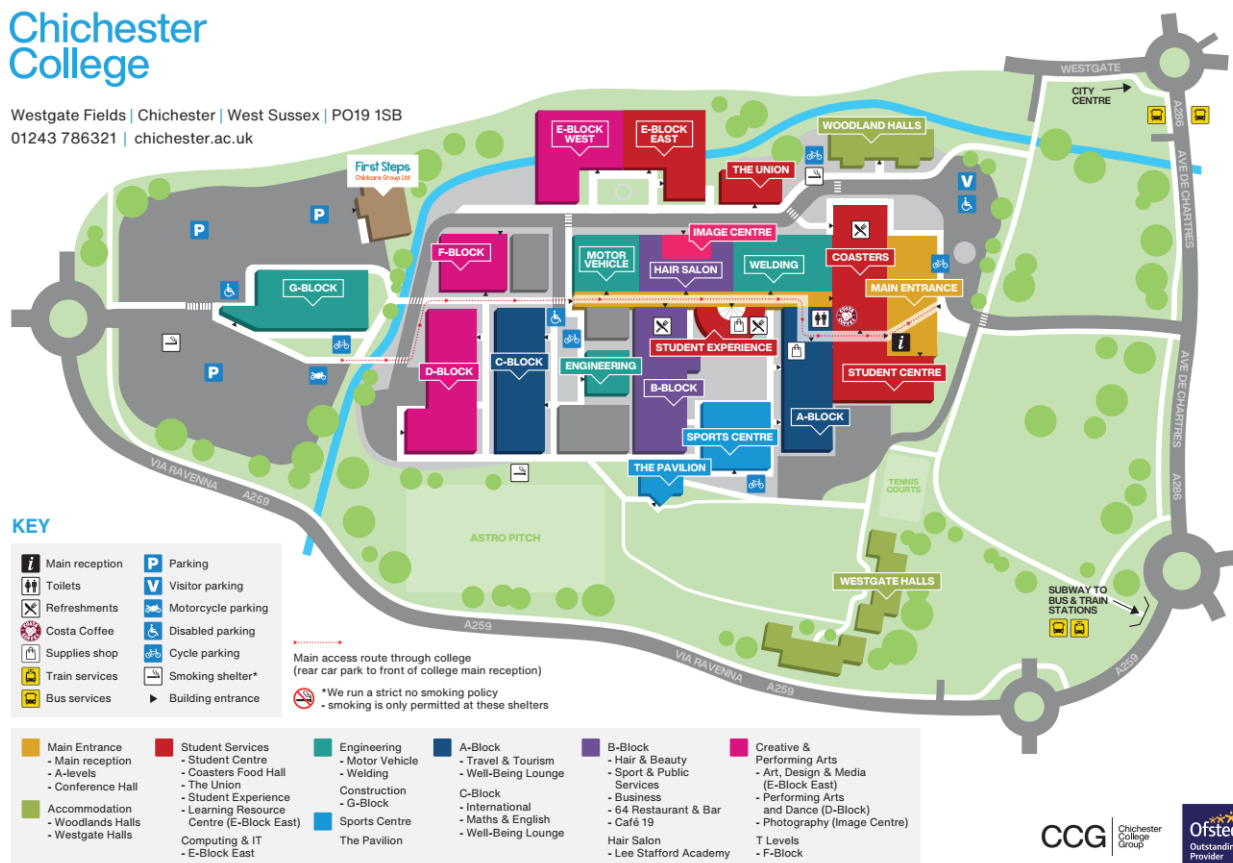 Chichester
College
Westgate Fields | Chichester | West Sussex | PO19 1SB
01243 786321 | chichester.ac.uk
First Steps
Childcare Group Ltd
E-BLOCK
WEST
E-BLOCK
EAST
THE UNION
WOODLAND HALLS
WESTGATE
CITY
CENTRE
A286
AVE DE CHARTRES
V
P
P
F-BLOCK
G-BLOCK
MOTOR
VEHICLE
IMAGE CENTRE
HAIR SALON
WELDING
COASTERS
MAIN ENTRANCE
COSTA
COFFEE
i
P
D-BLOCK
C-BLOCK
ENGINEERING
STUDENT EXPERIENCE
B-BLOCK
STUDENT CENTRE
A-BLOCK
SPORTS CENTRE
THE PAVILION
AVE DE CHARTRES
A286
VIA RAVENNA
A259
ASTRO PITCH
TENNIS
COURTS
WESTGATE HALLS
SUBWAY TO
BUS & TRAIN
STATIONS
A259
A259
VIA RAVENNA
A259
KEY
i Main reception
Toilets
Refreshments
Costa Coffee
Supplies shop
Train services
Bus services
P Parking
V Visitor parking
Motorcycle parking
Disabled parking
Cycle parking
Smoking shelter*
Building entrance
Main access route through college
(rear car park to front of college main reception)
*We run a strict no smoking policy
- smoking is only permitted at these shelters
Main Entrance
- Main reception
- A-levels
- Conference Hall
Accommodation
- Woodlands Halls
- Westgate Halls
Student Services
- Student Centre
- Coasters Food Hall
- The Union
- Student Experience
- Learning Resource
Centre (E-Block East)
Computing & IT
- E-Block East
Engineering
- Motor Vehicle
- Welding
Construction
- G-Block
Sports Centre
The Pavilion
A-Block
- Travel & Tourism
- Well-Being Lounge
C-Block
- International
- Maths & English
- Well-Being Lounge
B-Block
- Hair & Beauty
- Sport & Public
Services
- Business
- 64 Restaurant & Bar
- Café 19
Hair Salon
- Lee Stafford Academy
Creative &
Performing Arts
- Art, Design & Media
(E-Block East)
- Performing Arts
and Dance (D-Block)
- Photography (Image Centre)
T Levels
- F-Block
CCG
Chichester
College
Group
Ofsted
Outstanding
Provider